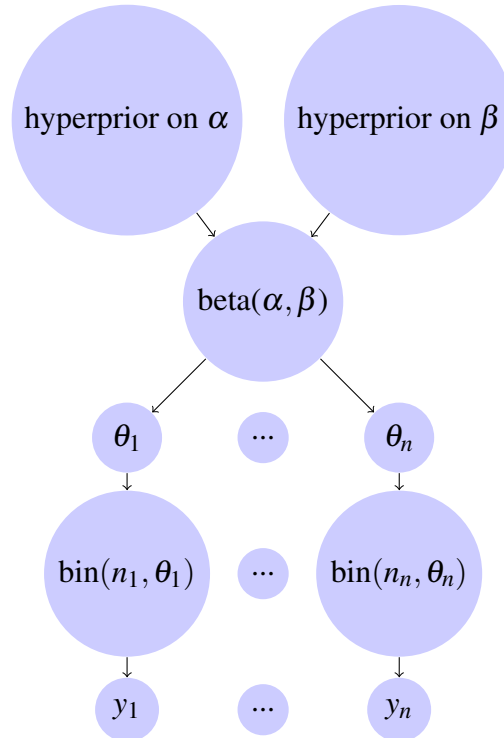 hyperprior on α hyperprior on β
beta(α, β)
θ₁ ... θₙ
bin(n₁, θ₁) ... bin(nₙ, θₙ)
y₁ ... yₙ